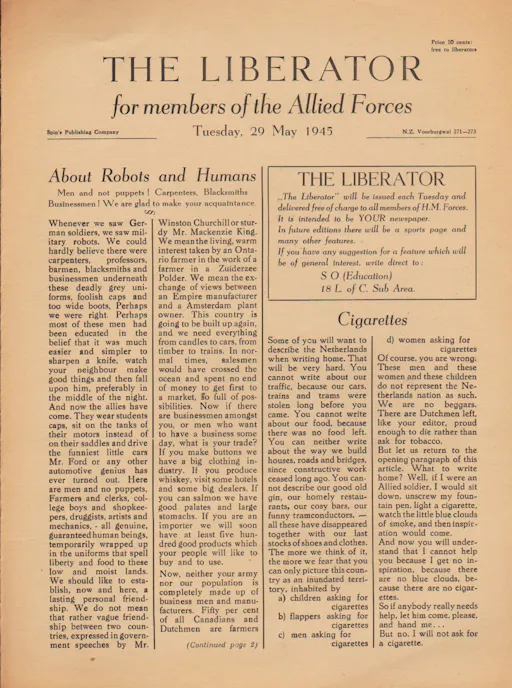 Price 10 cents:
free to liberators
THE LIBERATOR
for members of the Allied Forces
Spin's Publishing Company
Tuesday, 29 May 1945
N.Z. Voorburgwal 271—273
About Robots and Humans
Men and not puppets! Carpenters, Blacksmiths
Businessmen! We are glad to make your acquaintance
Whenever we saw Ger-
man soldiers, we saw mil-
itary robots. We could
hardly believe there were
carpenters, professors,
barmen, blacksmiths and
businessmen underneath
these deadly grey uni-
forms, foolish caps and
too wide boots. Perhaps
we were right. Perhaps
most of these men had
been educated in the
belief that it was much
easier and simpler to
sharpen a knife, watch
your neighbour make
good things and then fall
upon him, preferably in
the middle of the night.
And now the allies have
come. They wear students
caps, sit on the tanks of
their motors instead of
on their saddles and drive
the funniest little cars
Mr. Ford or any other
automotive genius has
ever turned out. Here
are men and no puppets.
Farmers and clerks, col-
lege boys and shopkee-
pers, druggists, artists and
mechanics, - all genuine,
guaranteed human beings,
temporarily wrapped up
in the uniforms that spell
liberty and food to these
low and moist lands.
We should like to esta-
blish, now and here, a
lasting personal friend-
ship. We do not mean
that rather vague friend-
ship between two coun-
tries, expressed in govern-
ment speeches by Mr.
Winston Churchill or stur-
dy Mr. Mackenzie King.
We mean the living, warm
interest taken by an Onta-
rio farmer in the work of a
farmer in a Zuiderzee
Polder. We mean the ex-
change of views between
an Empire manufacturer
and a Amsterdam plant
owner. This country is
going to be built up again,
and we need everything
from candles to cars, from
timber to trains. In nor-
mal times, salesmen
would have crossed the
ocean and spent no end
of money to get first to
a market, so full of pos-
sibilities. Now if there
are businessmen amongst
you, or men who want
to have a business some
day, what is your trade?
If you make buttons we
have a big clothing in-
dustry. If you produce
whiskey, visit some hotels
and some big dealers. If
you can salmon we have
good palates and large
stomachs. If you are an
importer we will soon
have at least five hun-
dred good products which
your people will like to
buy and to use.
Now, neither your army
nor our population is
completely made up of
business men and manu-
facturers. Fifty per cent
of all Canadians and
Dutchmen are farmers
(Continued page 2)
THE LIBERATOR
„The Liberator" will be issued each Tuesday and
delivered free of charge to all members of H.M. Forces.
It is intended to be YOUR newspaper.
In future editions there will be a sports page and
many other features.
If you have any suggestion for a feature which will
be of general interest, write direct to:
S O (Education)
18 L. of C. Sub Area.
Cigarettes
Some of you will want to
describe the Netherlands
when writing home. That
will be very hard. You
cannot write about our
traffic, because our cars,
trains and trams were
stolen long before you
came. You cannot write
about our food, because
there was no food left.
You can neither write
about the way we build
houses, roads and bridges,
since constructive work
ceased long ago. You can-
not describe our good old
gin, our homely restau-
rants, our cosy bars, our
funny tramconductors, —
all these have disappeared
together with our last
stocks of shoes and clothes.
The more we think of it,
the more we fear that you
can only picture this coun-
try as an inundated terri-
tory, inhabited by
a) children asking for
cigarettes
b) flappers asking for
cigarettes
c) men asking for
cigarettes
d) women asking for
cigarettes
Of course, you are wrong.
These men and these
women and these children
do not represent the Ne-
therlands nation as such.
We are no beggars.
There are Dutchmen left,
like your editor, proud
enough to die rather than
ask for tobacco.
But let us return to the
opening paragraph of this
article. What to write
home? Well, if I were an
Allied soldier, I would sit
down, unscrew my foun-
tain pen, light a cigarette,
watch the little blue clouds
of smoke, and then inspir-
ation would come.
And now you will under-
stand that I cannot help
you because I get no in-
spiration, because there
are no blue clouds, be-
cause there are no cigar-
ettes.
So if anybody really needs
help, let him come, please,
and hand me...
But no. I will not ask for
a cigarette.